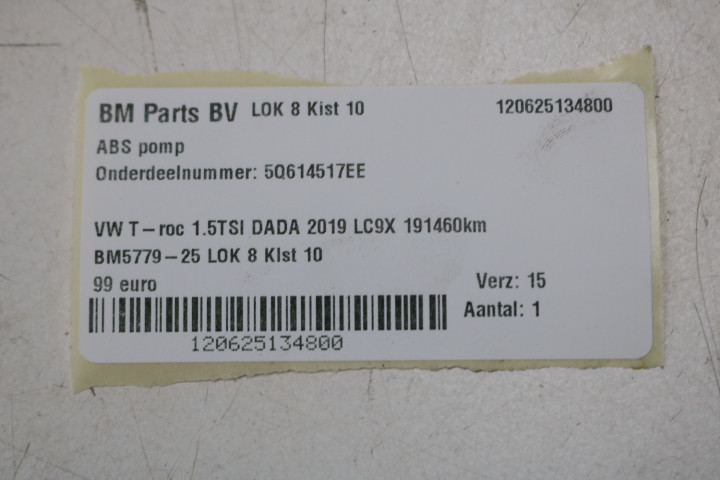 BM Parts BV LOK 8 Kist 10 120625134800
ABS pomp
Onderdeelnummer: 5Q614517EE
VW T-roc 1.5TSI DADA 2019 LC9X 191460km
BM5779-25 LOK 8 KIst 10
99 euro Verz: 15
Aantal: 1
120625134800